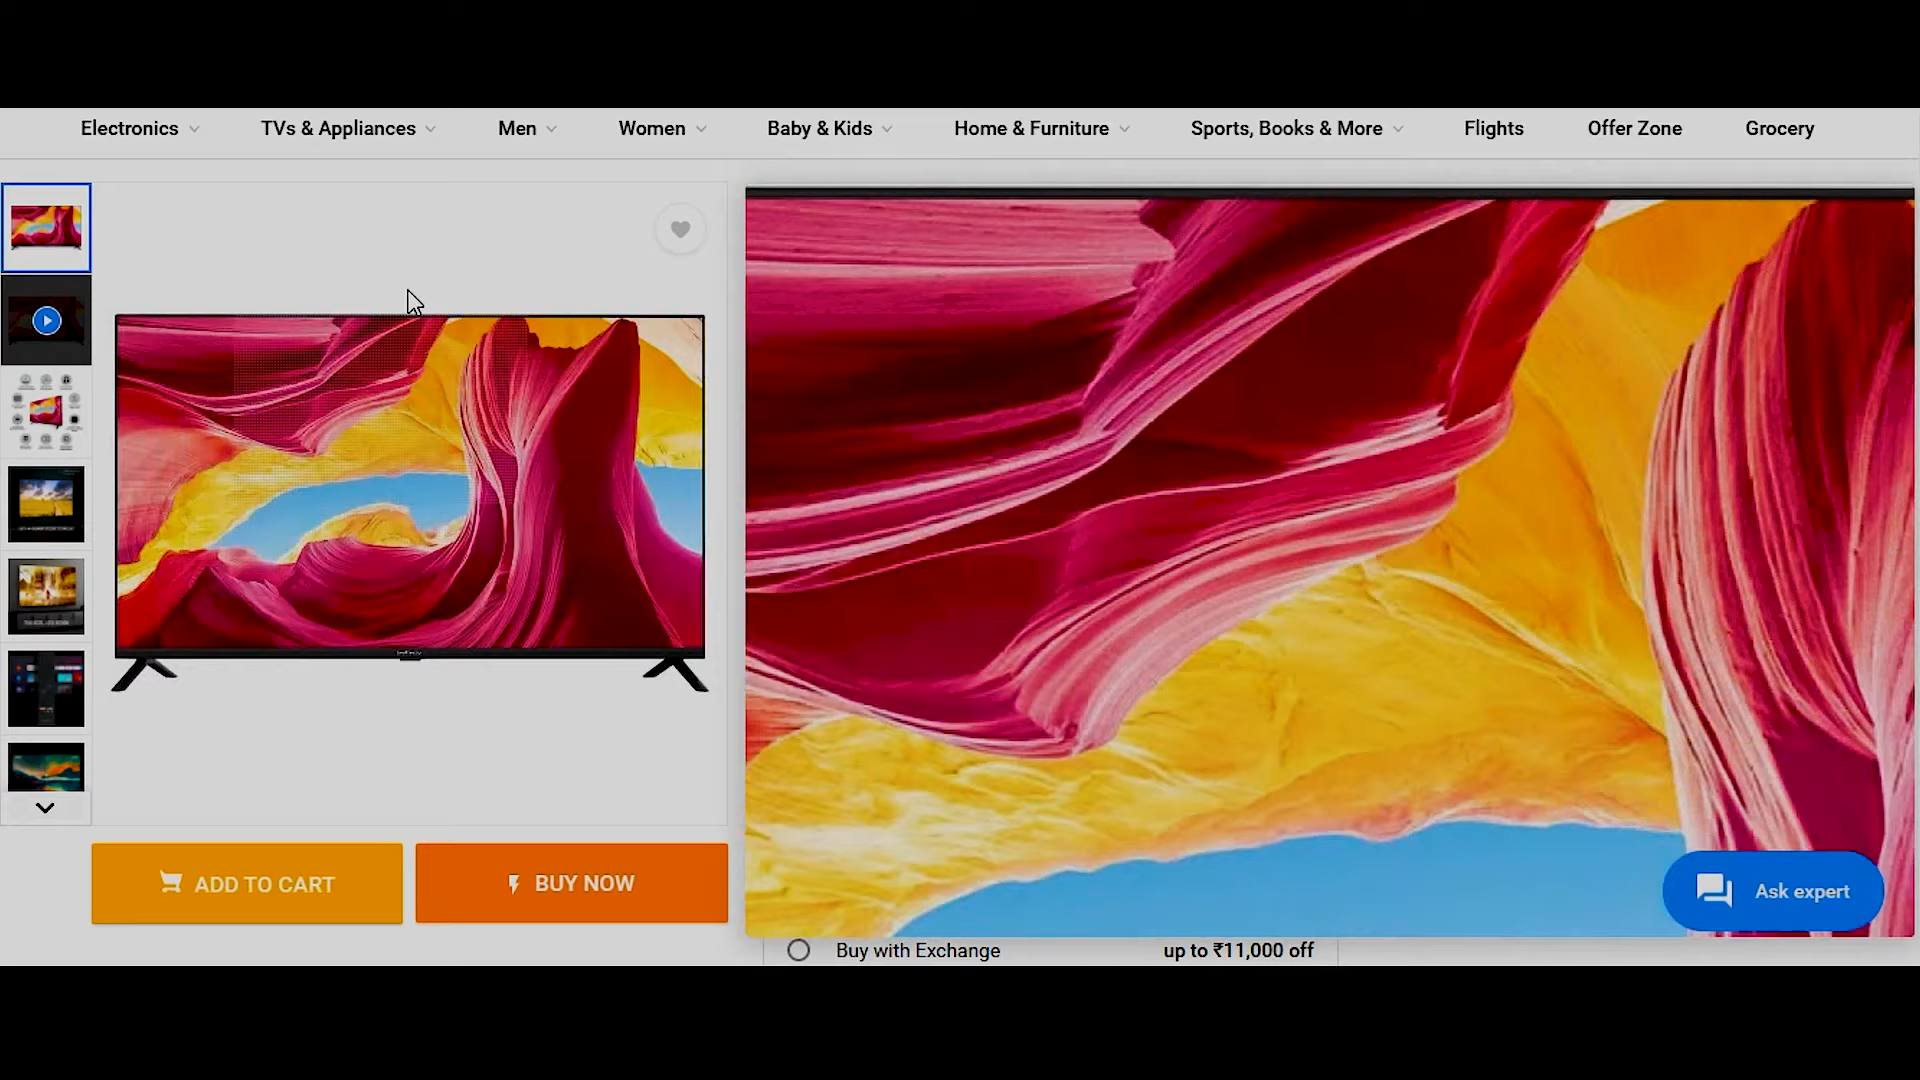 Electronics
TVs & Appliances
Men
Women
Baby & Kids
Home & Furniture
Sports, Books & More
Flights
Offer Zone
Grocery
Infinix
ADD TO CART
BUY NOW
Ask expert
Buy with Exchange
up to ₹11,000 off